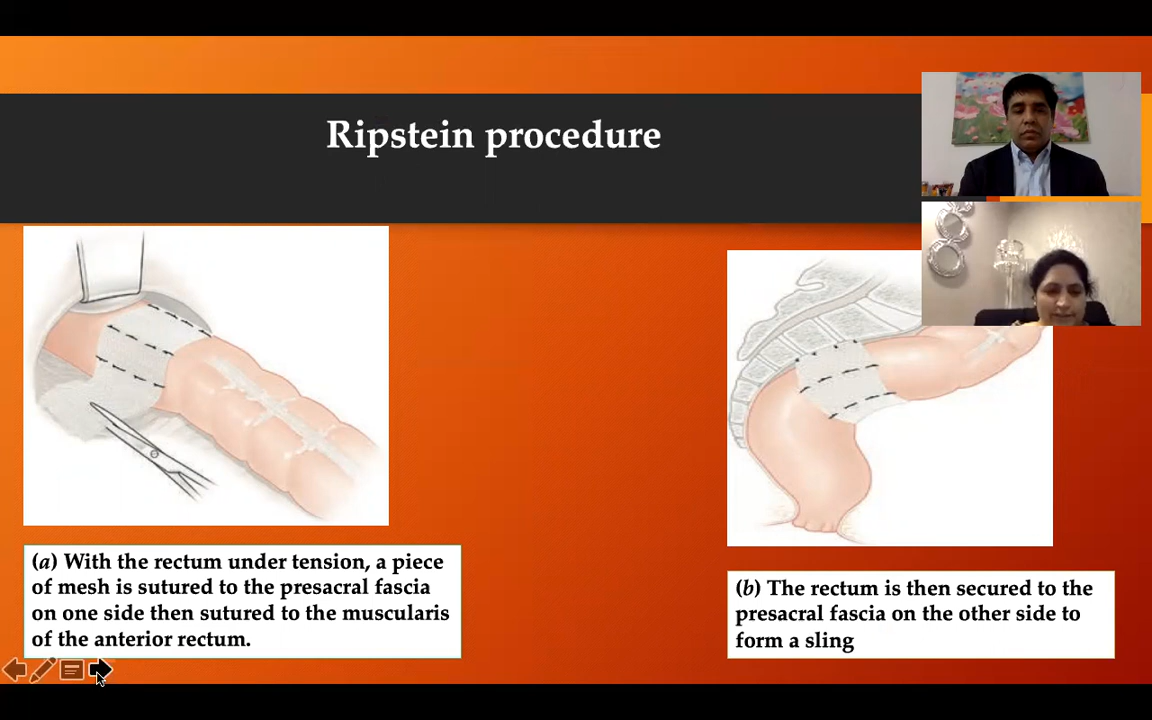 Ripstein procedure
(a) With the rectum under tension, a piece
of mesh is sutured to the presacral fascia
on one side then sutured to the muscularis
of the anterior rectum.
(b) The rectum is then secured to the
presacral fascia on the other side to
form a sling